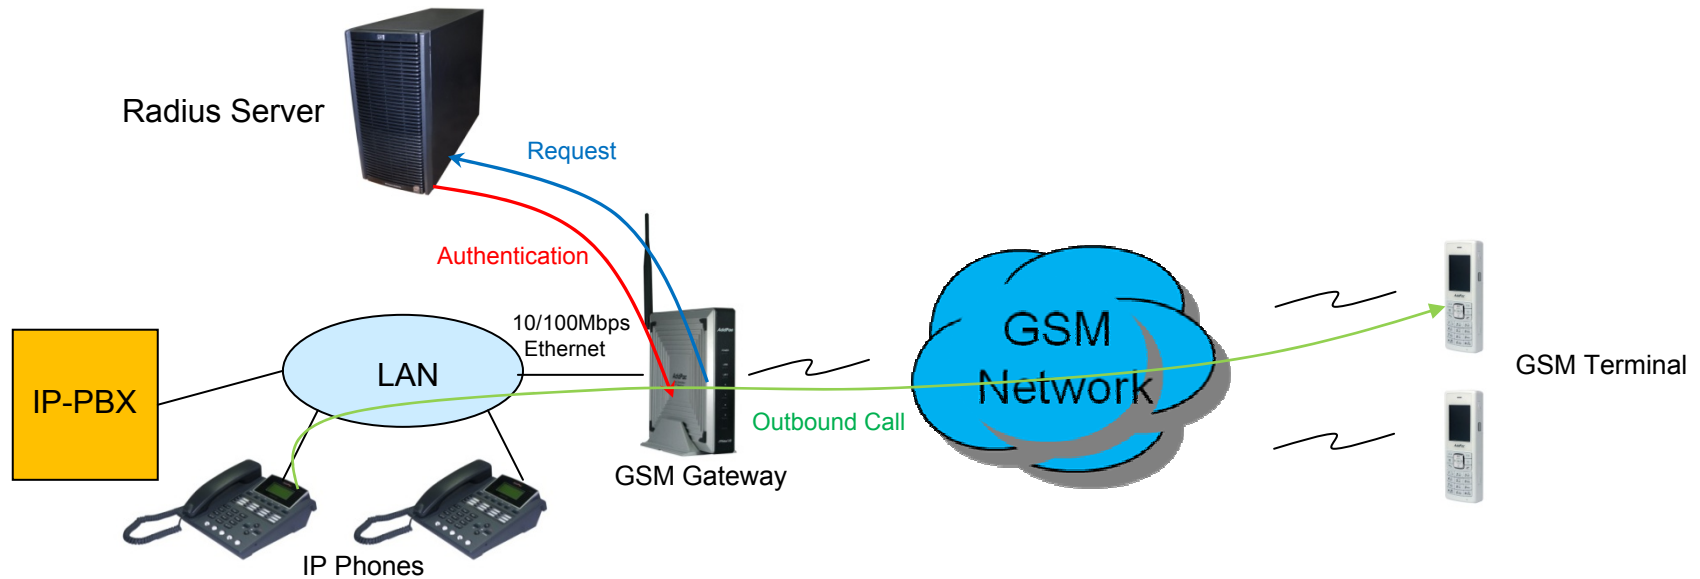 Radius Server
Request
Authentication
10/100Mbps
Ethernet
IP-PBX
LAN
GSM
Network
GSM Terminal
Outbound Call
GSM Gateway
IP Phones